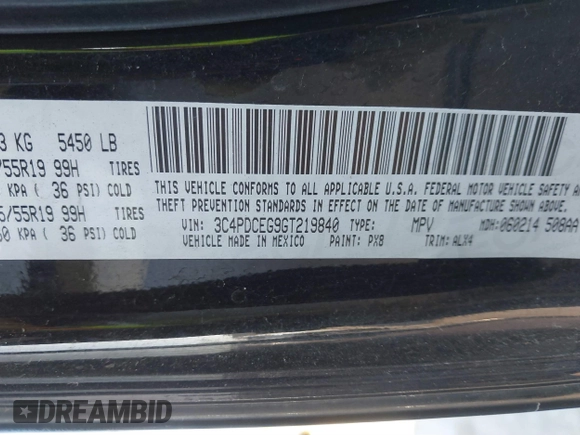 3 KG 5450 LB
/55R19 99H TIRES
KPA ( 36 PSI) COLD
5/55R19 99H TIRES
50 KPA ( 36 PSI) COLD
THIS VEHICLE CONFORMS TO ALL APPLICABLE U.S.A. FEDERAL MOTOR VEHICLE SAFETY
THEFT PREVENTION STANDARDS IN EFFECT ON THE DATE OF MANUFACTURE SHOWN ABOVE.
VIN: 3C4PDCEG9GT219840 TYPE: MPV MDH: 060214 508AA
VEHICLE MADE IN MEXICO PAINT: PX8 TRIM: ALX4
DREAMBID